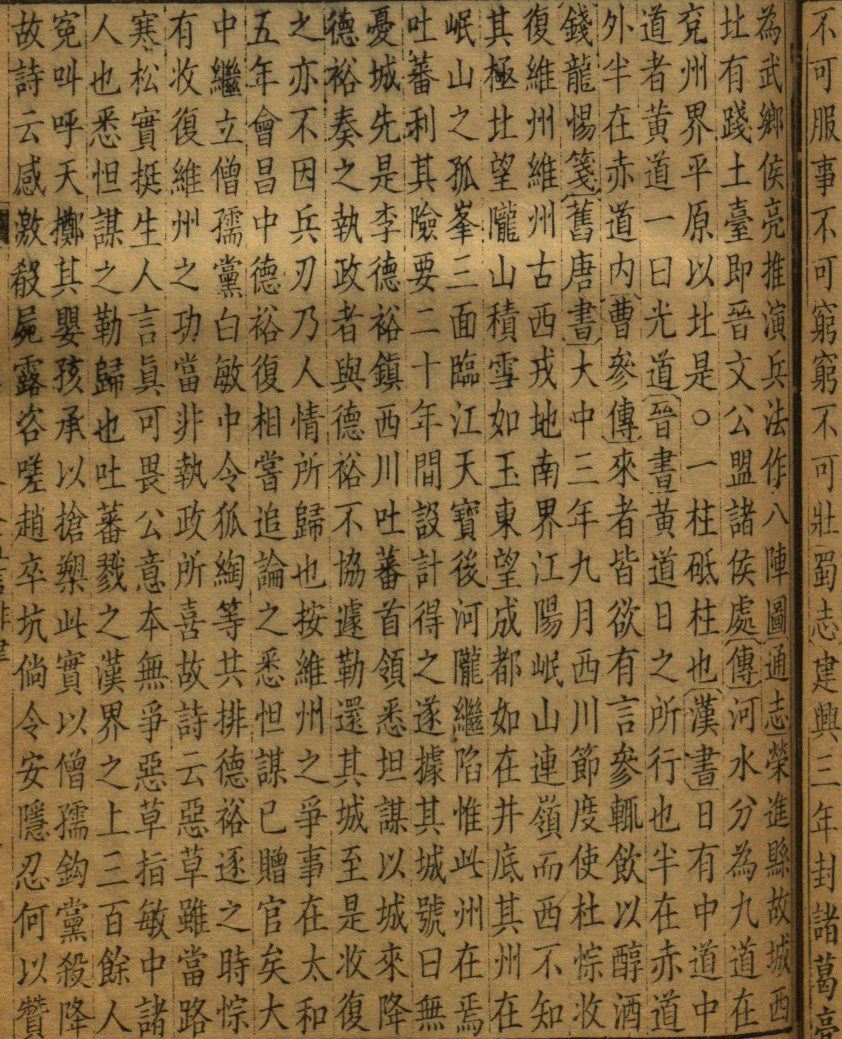 不可服事不可窮窮不可壯蜀志建興三年封諸葛亮
為武鄉侯亮推演兵法作八陣圖通志榮進縣故城西
北有踐土臺即晉文公盟諸侯處傳河水分為九道在
兗州界平原以北是○一柱砥柱也漢書日有中道中
道者黃道一曰光道晉書黃道日之所行也半在赤道
外半在赤道內曹參傳來者皆欲有言參輒飲以醇酒
錢龍惕箋舊唐書大中三年九月西川節度使杜悰收
復維州維州古西戎地南界江陽岷山連嶺而西不知
其極北望隴山積雪如玉東望成都如在井底其州在
岷山之孤峯三面臨江天寶後河隴繼陷惟此州在焉
吐蕃利其險要二十年間設計得之遂據其城號曰無
憂城先是李德裕鎮西川吐蕃首領悉怛謀以城來降
德裕奏之執政者與德裕不協遽勒還其城至是收復
之亦不因兵刃乃人情所歸也按維州之爭事在太和
五年會昌中德裕復相嘗追論之悉怛謀已贈官矣大
中繼立僧孺黨白敏中令狐綯等共排德裕逐之時悰
有收復維州之功當非執政所喜故詩云惡草雖當路
寒松實挺生人言真可畏公意本無爭惡草指敏中諸
人也悉怛謀之勒歸也吐蕃戮之漢界之上三百餘人
冤叫呼天擲其嬰孩承以搶槊此實以僧孺鈎黨殺降
故詩云感激殺屍露咨嗟趙卒坑倘令安隱忍何以贊